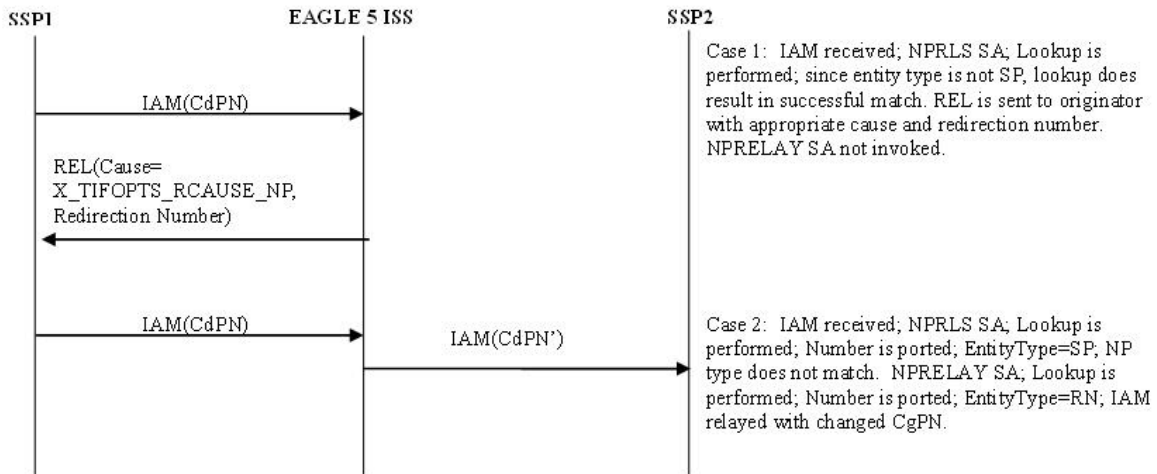 SSP1
EAGLE 5 ISS
SSP2
Case 1: IAM received; NPRLS SA; Lookup is
performed; since entity type is not SP, lookup does
result in successful match. REL is sent to originator
with appropriate cause and redirection number.
NPRELAY SA not invoked.
IAM(CdPN)
REL(Cause=
X_TIFOPTS_RCAUSE_NP,
Redirection Number)
IAM(CdPN)
IAM(CdPN’)
Case 2: IAM received; NPRLS SA; Lookup is
performed; Number is ported; EntityType=SP; NP
type does not match. NPRELAY SA; Lookup is
performed; Number is ported; EntityType=RN; IAM
relayed with changed CgPN.